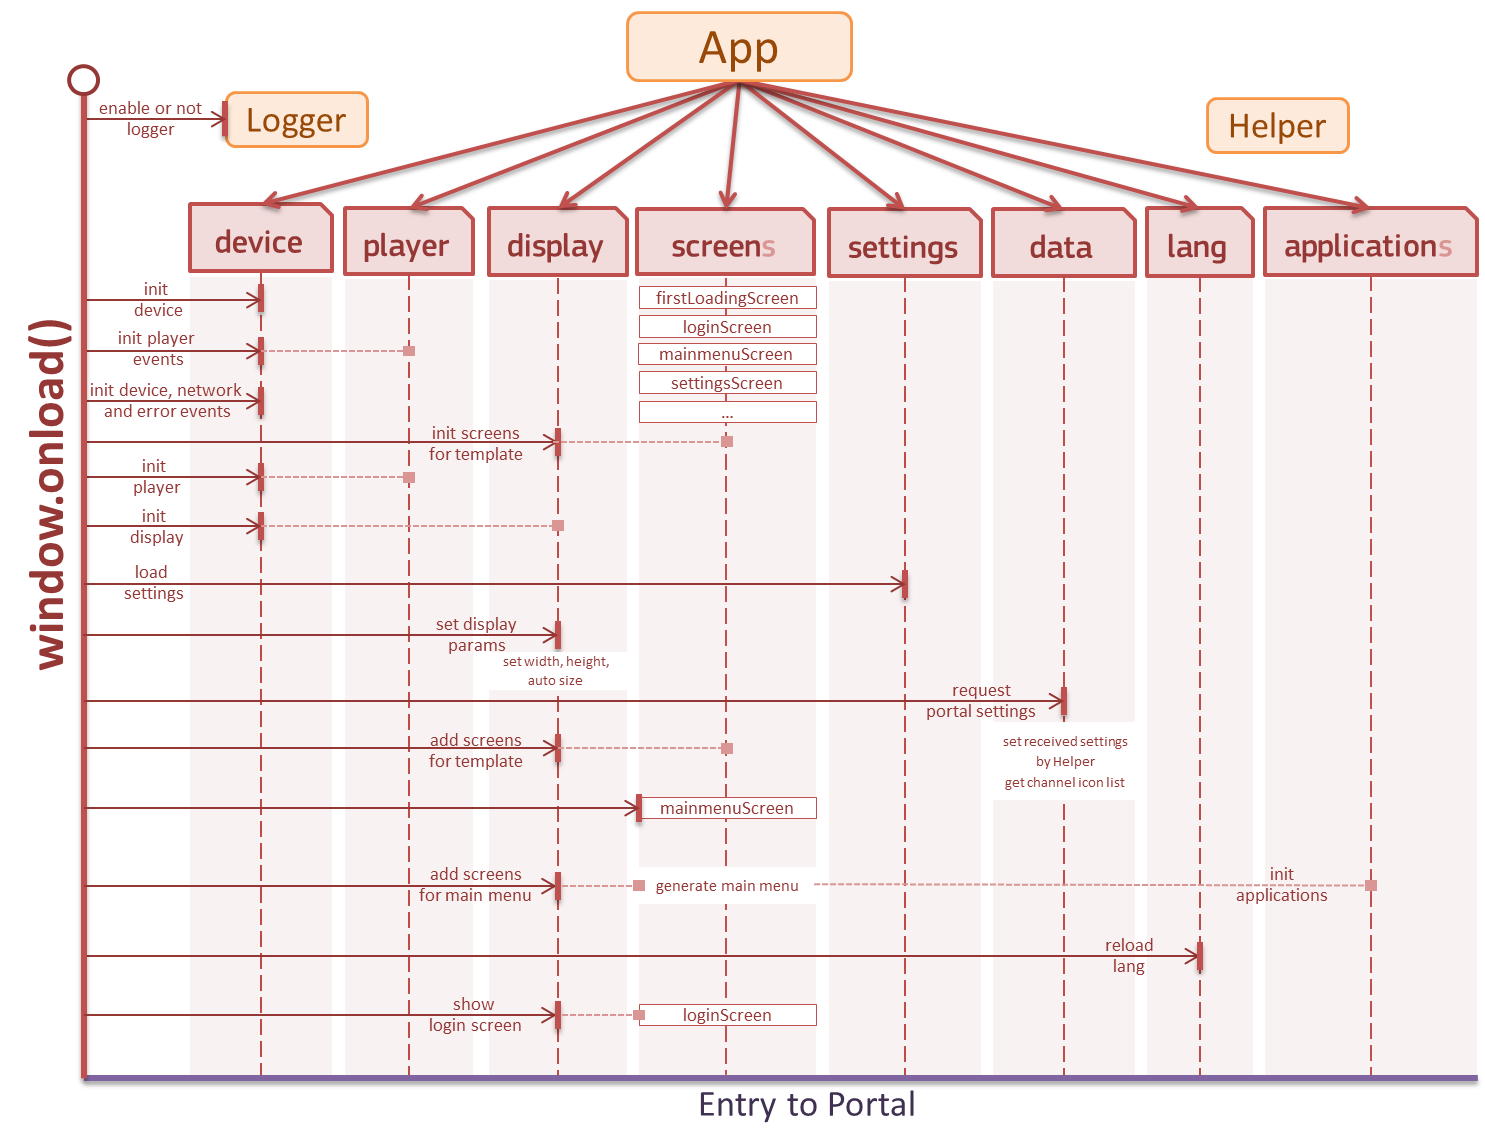 App
enable or not
logger
Logger
Helper
device
player
display
screens
settings
data
lang
applications
window.onload()
init
device
firstLoadingScreen
loginScreen
init player
events
mainmenuScreen
settingsScreen
init device, network
and error events
...
init screens
for template
init
player
init
display
load
settings
set display
params
set width, height,
auto size
request
portal settings
set received settings
by Helper
get channel icon list
add screens
for template
mainmenuScreen
add screens
for main menu
generate main menu
init
applications
reload
lang
show
login screen
loginScreen
Entry to Portal